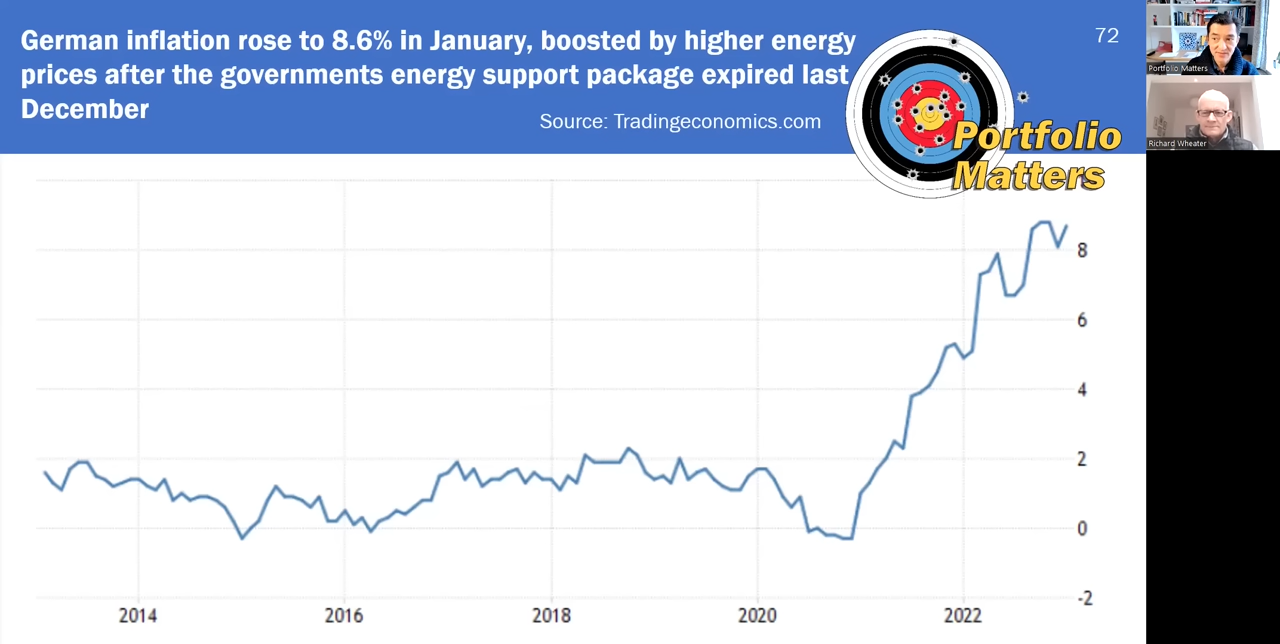 German inflation rose to 8.6% in January, boosted by higher energy
prices after the governments energy support package expired last
December
Source: Tradingeconomics.com
72
Portfolio
Matters
Portfolio Matters
Richard Wheater
8
6
4
2
0
-2
2014
2016
2018
2020
2022